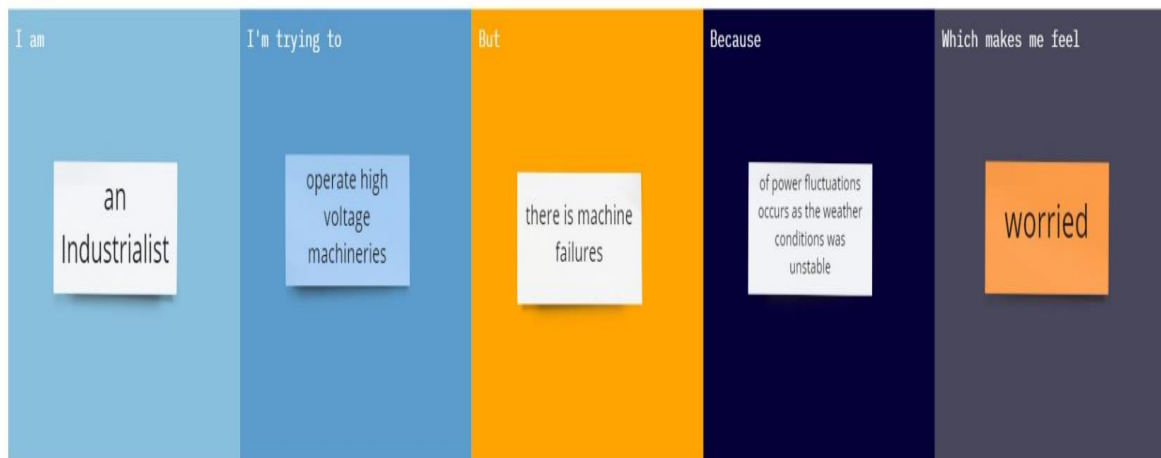 I am
an
Industrialist
I'm trying to
operate high
voltage
machineries
But
there is machine
failures
Because
of power fluctuations
occurs as the weather
conditions was
unstable
Which makes me feel
worried